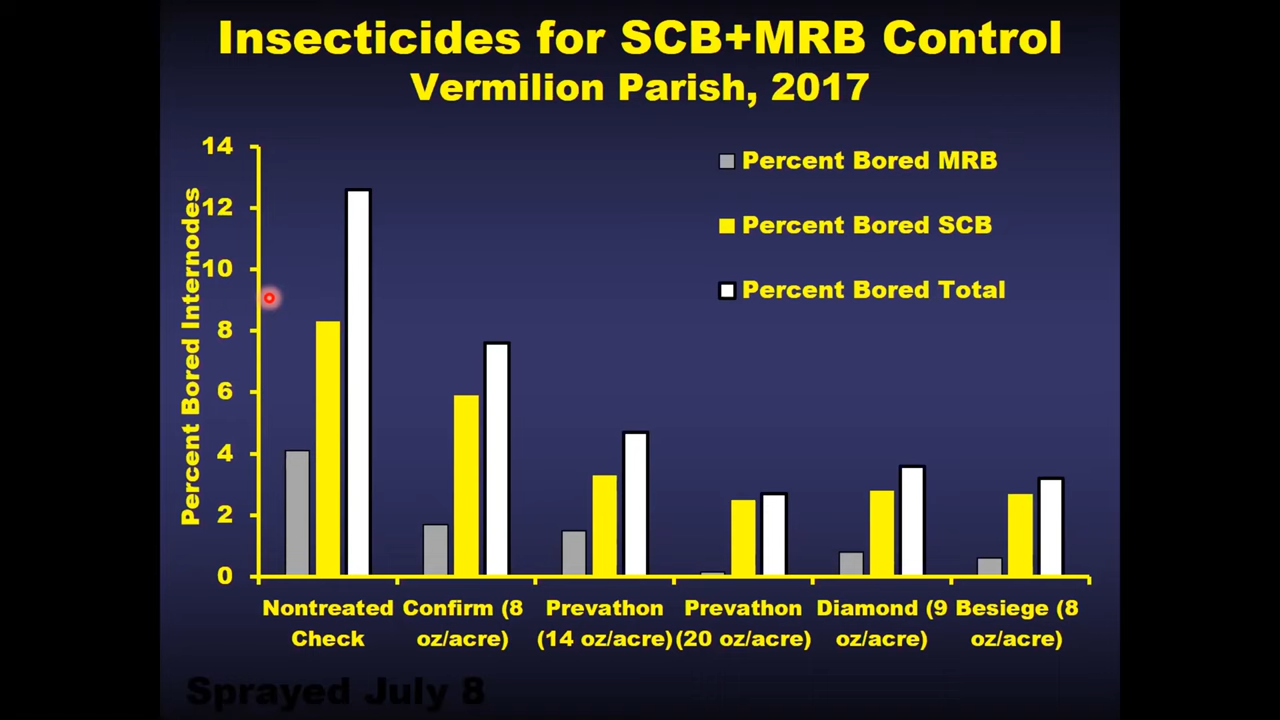 Insecticides for SCB+MRB Control
Vermilion Parish, 2017
Percent Bored Internodes
14
12
10
8
6
4
2
0
Percent Bored MRB
Percent Bored SCB
Percent Bored Total
Nontreated Check
Confirm (8 oz/acre)
Prevathon (14 oz/acre)
Prevathon (20 oz/acre)
Diamond (9 oz/acre)
Besiege (8 oz/acre)
Sprayed July 8